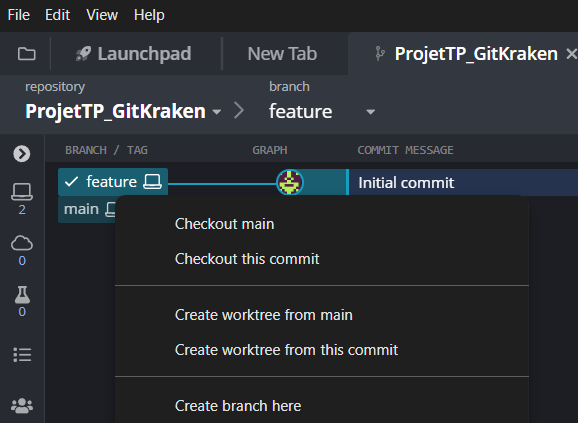 File Edit View Help
Launchpad New Tab ProjetTP_GitKraken
repository branch
ProjetTP_GitKraken feature
BRANCH / TAG GRAPH COMMIT MESSAGE
feature Initial commit
main
2
0
0
Checkout main
Checkout this commit
Create worktree from main
Create worktree from this commit
Create branch here